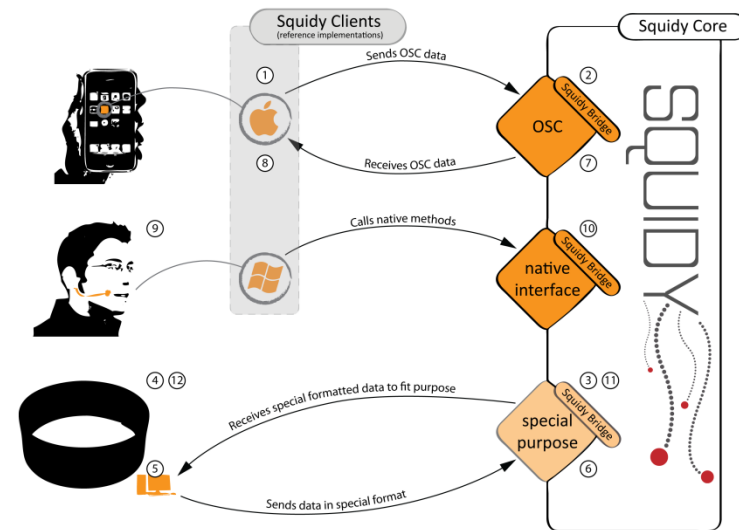 Squidy Clients
(reference implementations)
Squidy Core
1
Sends OSC data
2
Squidy Bridge
OSC
8
Receives OSC data
7
SQUIDY
9
Calls native methods
10
Squidy Bridge
native
interface
4
12
Receives special formatted data to fit purpose
3
11
Squidy Bridge
special
purpose
5
Sends data in special format
6